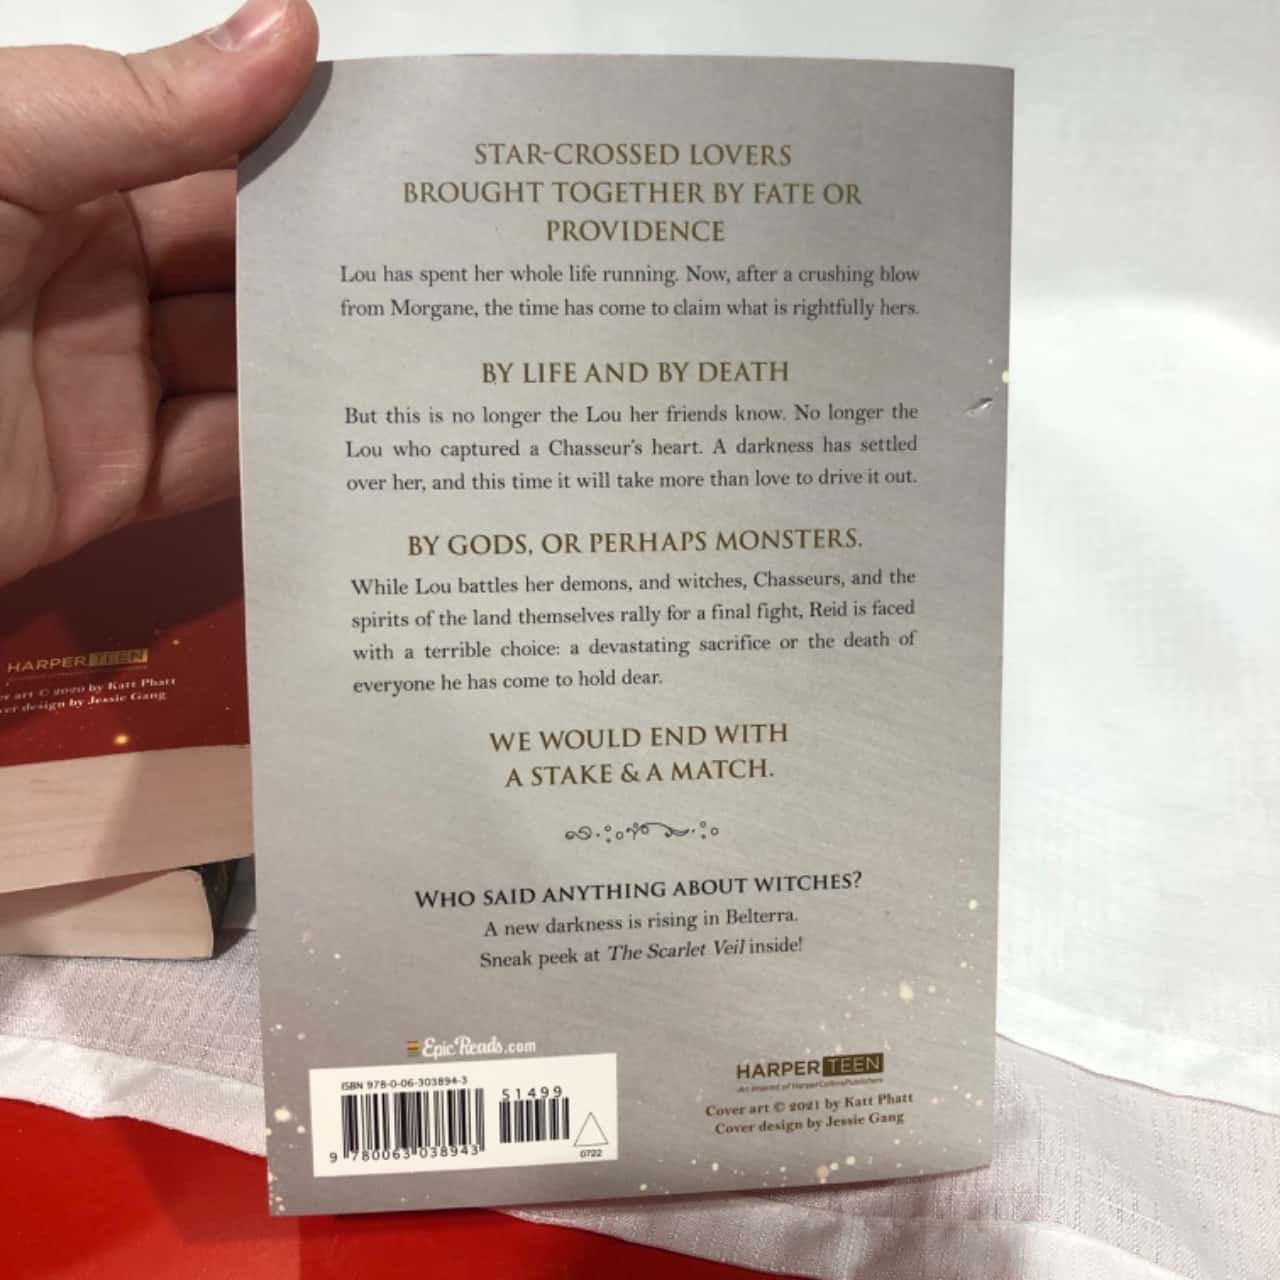 STAR-CROSSED LOVERS
BROUGHT TOGETHER BY FATE OR
PROVIDENCE
Lou has spent her whole life running. Now, after a crushing blow
from Morgane, the time has come to claim what is rightfully hers.
BY LIFE AND BY DEATH
But this is no longer the Lou her friends know. No longer the
Lou who captured a Chasseur's heart. A darkness has settled
over her, and this time it will take more than love to drive it out.
BY GODS, OR PERHAPS MONSTERS.
While Lou battles her demons, and witches, Chasseurs, and the
spirits of the land themselves rally for a final fight, Reid is faced
with a terrible choice: a devastating sacrifice or the death of
everyone he has come to hold dear.
WE WOULD END WITH
A STAKE & A MATCH.
WHO SAID ANYTHING ABOUT WITCHES?
A new darkness is rising in Belterra.
Sneak peek at The Scarlet Veil inside!
EpicReads.com
ISBN 978-0-06-303894-3
51499
9 780063 038943
0722
HARPER TEEN
An Imprint of HarperCollinsPublishers
Cover art © 2021 by Katt Phatt
Cover design by Jessie Gang
HARPER TEEN
art © 2020 by Katt Phatt
design by Jessie Gang